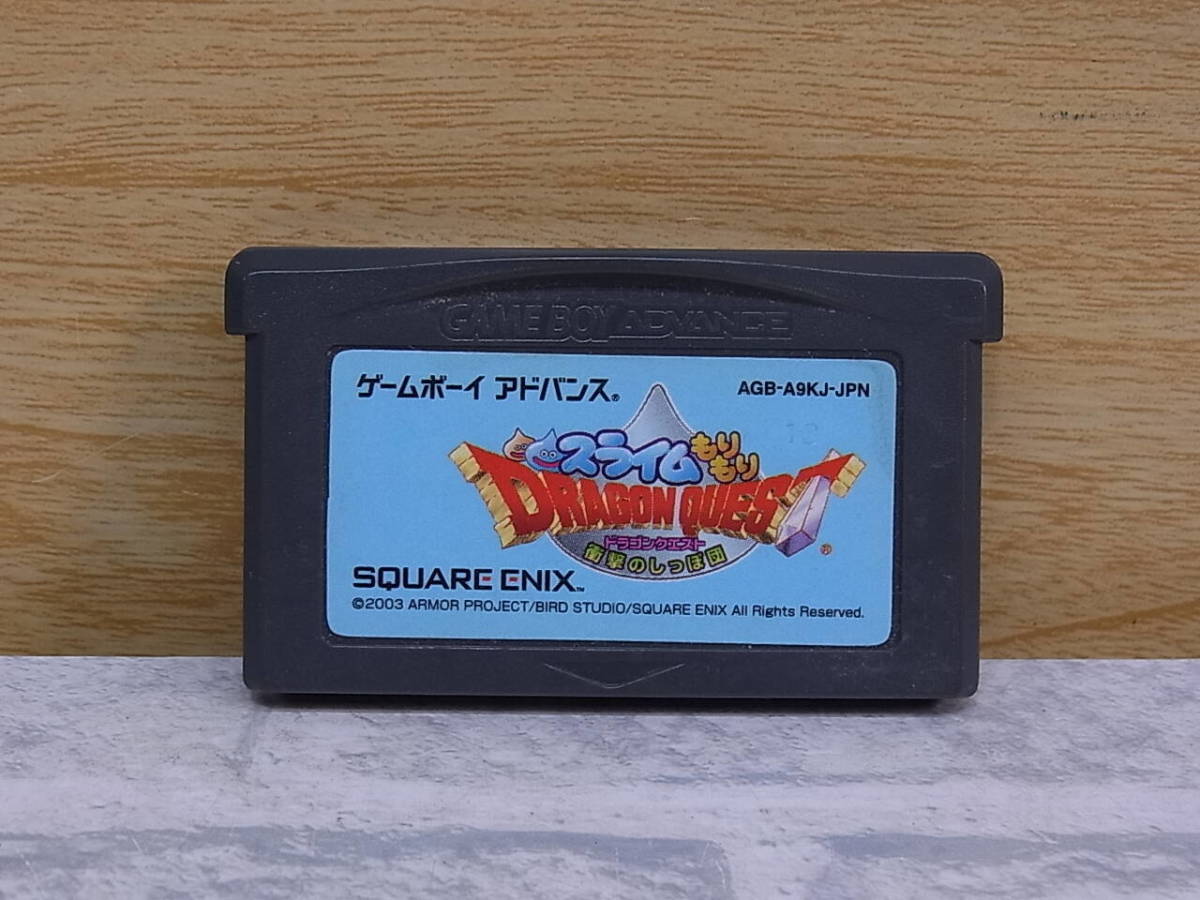 GAME BOY ADVANCE
ゲームボーイ アドバンス®
AGB-A9KJ-JPN
13
スライムもりもり
DRAGON QUEST®
ドラゴンクエスト
衝撃のしっぽ団
SQUARE ENIX™
©2003 ARMOR PROJECT/BIRD STUDIO/SQUARE ENIX All Rights Reserved.